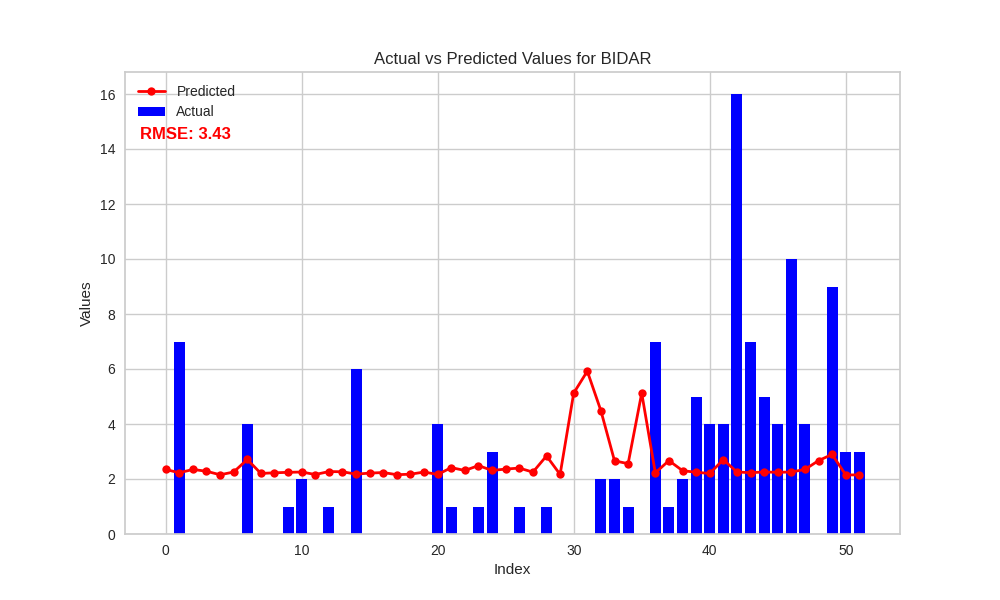 Actual vs Predicted Values for BIDAR
Predicted
Actual
RMSE: 3.43
Values
16
14
12
10
8
6
4
2
0
0 10 20 30 40 50
Index